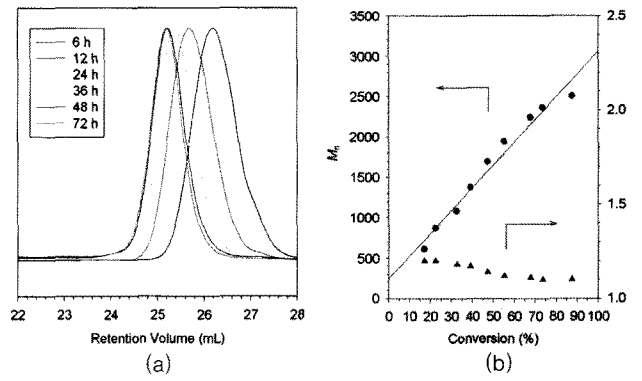 6 h
12 h
24 h
36 h
48 h
72 h
22 23 24 25 26 27 28
Retention Volume (mL)
(a)
3500
3000
2500
2000
1500
1000
500
0
Mn
2.5
2.0
1.5
1.0
0 10 20 30 40 50 60 70 80 90 100
Conversion (%)
(b)